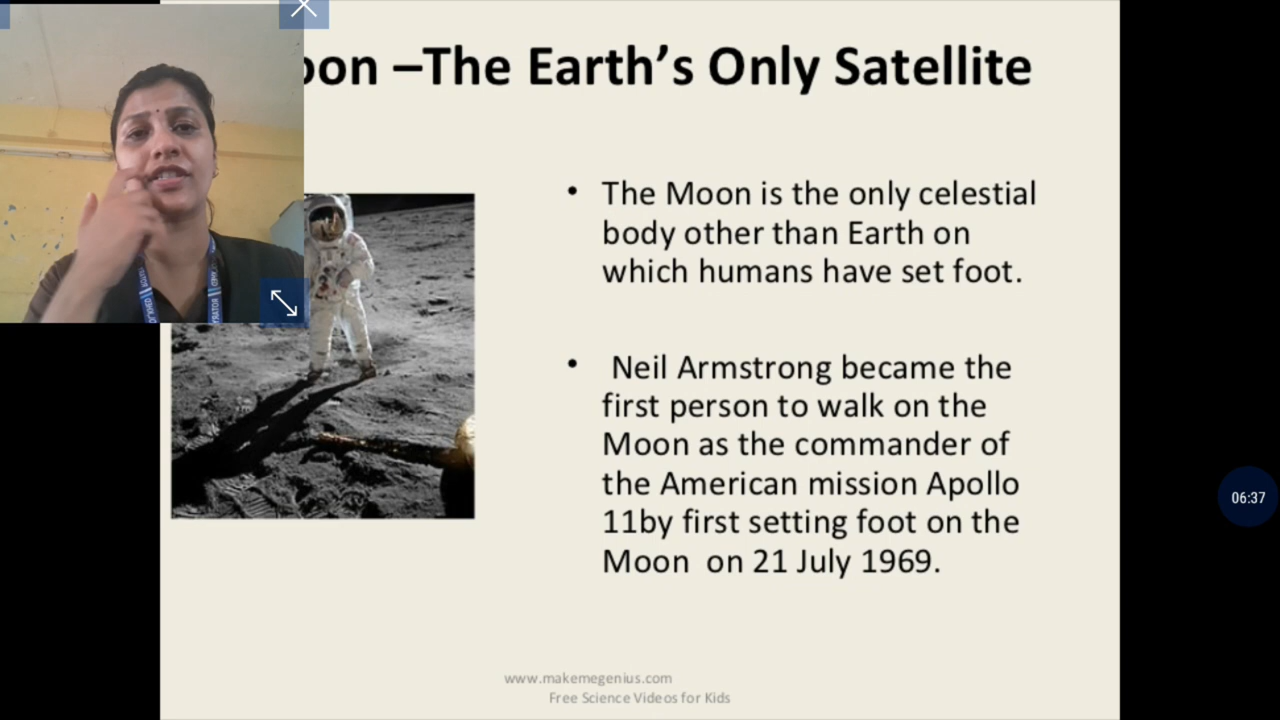 oon –The Earth's Only Satellite
• The Moon is the only celestial
body other than Earth on
which humans have set foot.
• Neil Armstrong became the
first person to walk on the
Moon as the commander of
the American mission Apollo
11by first setting foot on the
Moon on 21 July 1969.
06:37
www.makemegenius.com
Free Science Videos for Kids